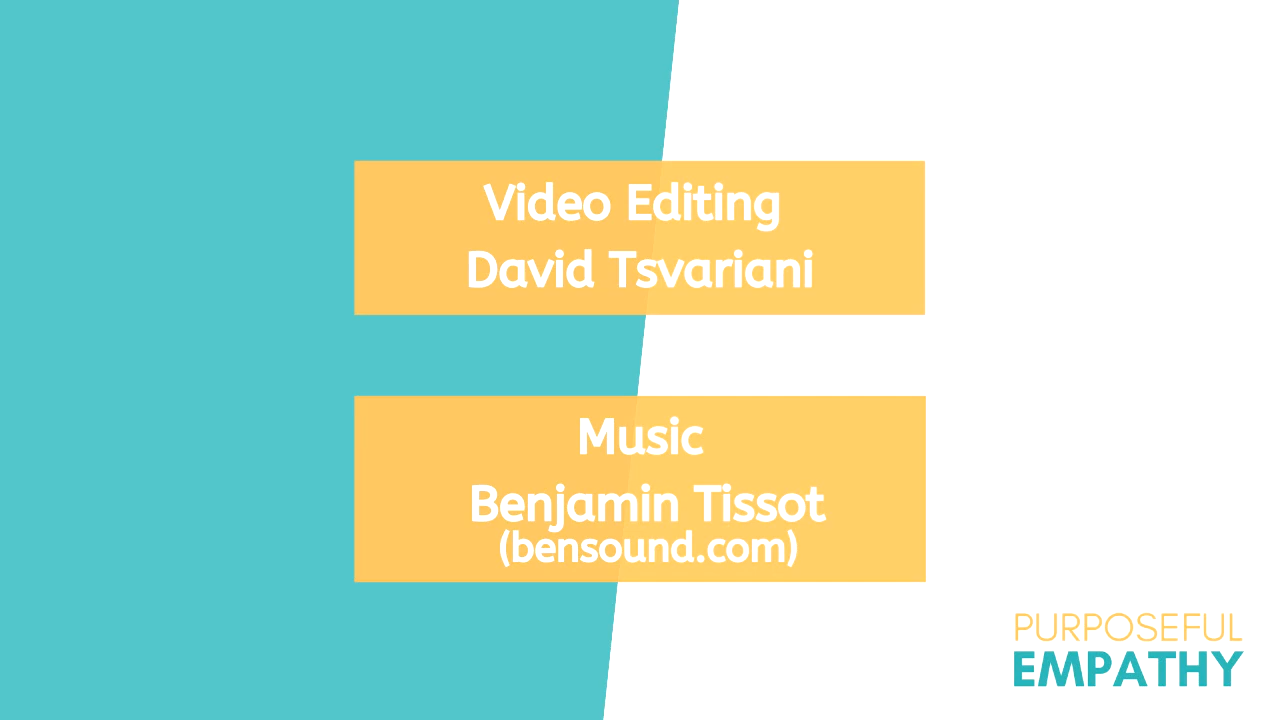 Video Editing
David Tsvariani
Music
Benjamin Tissot
(bensound.com)
PURPOSEFUL
EMPATHY